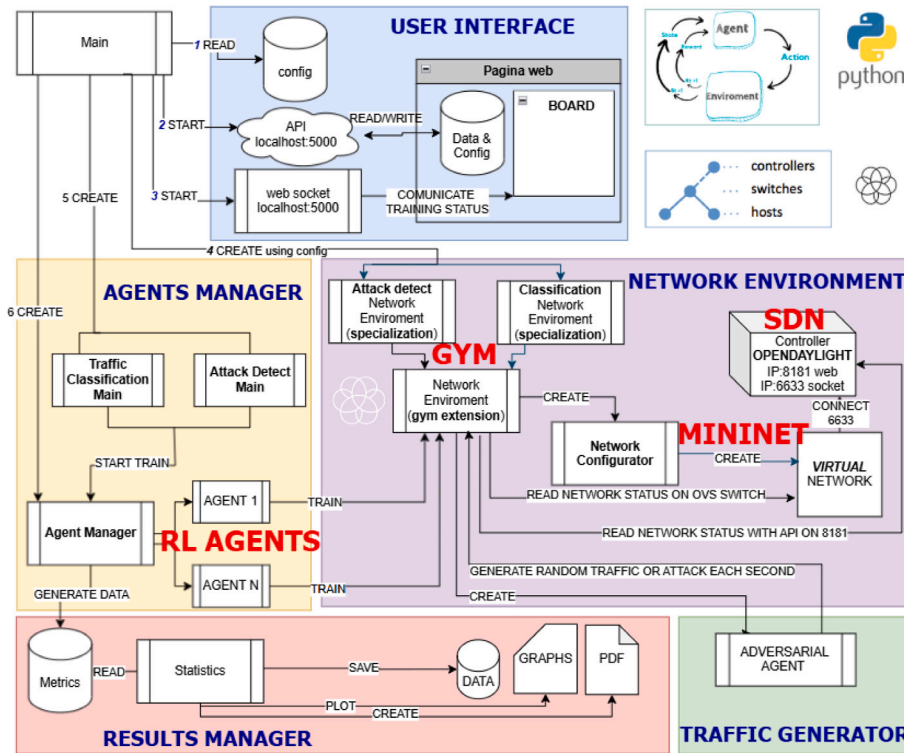 Main
1 READ
config
USER INTERFACE
Pagina web
BOARD
2 START
API
localhost:5000
READ/WRITE
Data &
Config
3 START
web socket
localhost:5000
COMUNICATE
TRAINING STATUS
Agent
State
Reward
Action
Enviroment
python
controllers
switches
hosts
5 CREATE
4 CREATE using config
6 CREATE
AGENTS MANAGER
Traffic
Classification
Main
Attack Detect
Main
START TRAIN
Agent Manager
AGENT 1
TRAIN
RL AGENTS
AGENT N
TRAIN
GENERATE DATA
NETWORK ENVIRONMENT
Attack detect
Network
Enviroment
(specialization)
Classification
Network
Enviroment
(specialization)
GYM
Network
Enviroment
(gym extension)
CREATE
Network
Configurator
MININET
CREATE
SDN
Controller
OPENDAYLIGHT
IP:8181 web
IP:6633 socket
CONNECT
6633
VIRTUAL
NETWORK
READ NETWORK STATUS ON OVS SWITCH
READ NETWORK STATUS WITH API ON 8181
GENERATE RANDOM TRAFFIC OR ATTACK EACH SECOND
CREATE
Metrics
READ
Statistics
SAVE
DATA
GRAPHS
PDF
PLOT
CREATE
RESULTS MANAGER
ADVERSARIAL
AGENT
TRAFFIC GENERATOR